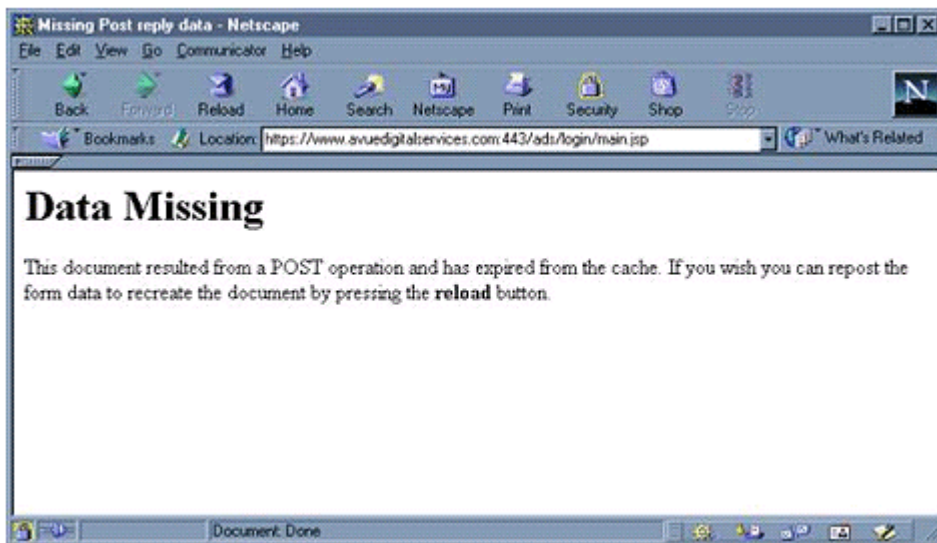 Missing Post reply data - Netscape
File Edit View Go Communicator Help
My
Back Forward Reload Home Search Netscape Print Security Shop Stop
N
Bookmarks Location: https://www.avuedigitalservices.com:443/ads/login/main.jsp What's Related
Data Missing
This document resulted from a POST operation and has expired from the cache. If you wish you can repost the
form data to recreate the document by pressing the reload button.
Document: Done